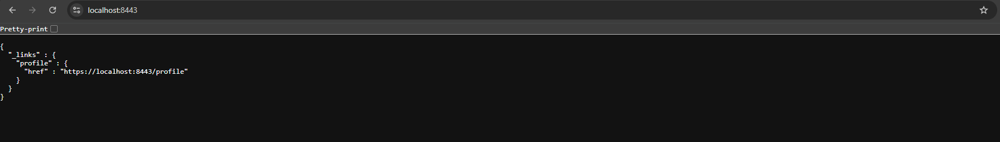 localhost:8443
Pretty-print
{
  "_links" : {
    "profile" : {
      "href" : "https://localhost:8443/profile"
    }
  }
}